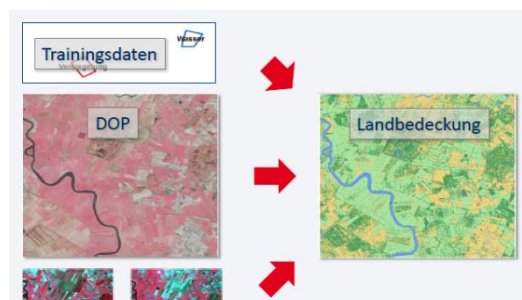 Wasser
Trainingsdaten
Versiegelung
DOP
Landbedeckung